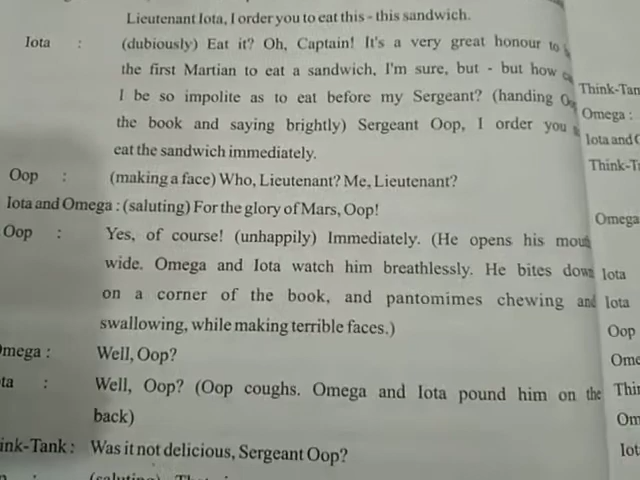 Lieutenant Iota, I order you to eat this - this sandwich.
Iota : (dubiously) Eat it? Oh, Captain! It's a very great honour to
the first Martian to eat a sandwich, I'm sure, but - but how
I be so impolite as to eat before my Sergeant? (handing
the book and saying brightly) Sergeant Oop, I order you
eat the sandwich immediately.
Oop : (making a face) Who, Lieutenant? Me, Lieutenant?
Iota and Omega : (saluting) For the glory of Mars, Oop!
Oop : Yes, of course! (unhappily) Immediately. (He opens his mou
wide. Omega and Iota watch him breathlessly. He bites down
on a corner of the book, and pantomimes chewing and
swallowing, while making terrible faces.)
mega : Well, Oop?
ta : Well, Oop? (Oop coughs. Omega and Iota pound him on the
back)
ink-Tank : Was it not delicious, Sergeant Oop?
(saluting)
Think-Tan
Omega :
Iota and
Think-T
Omega
Iota
Iota
Oop
Ome
Thin
Om
Iot